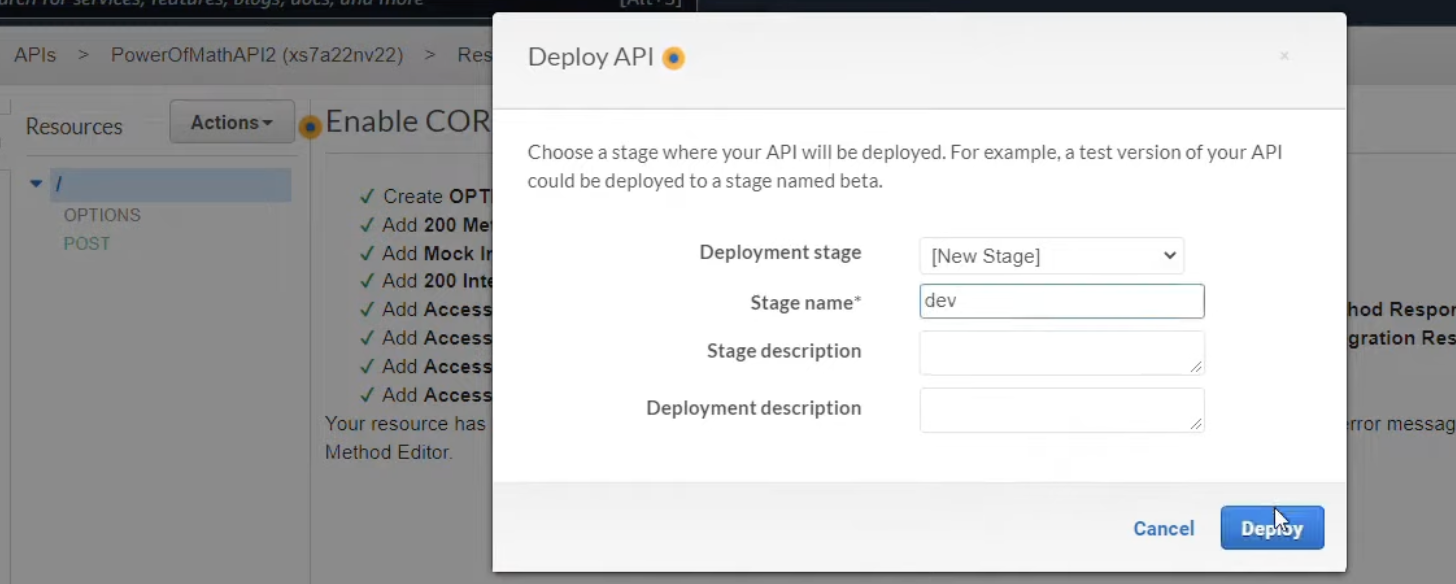 search for services, features, blogs, docs, and more [Alt+S]
APIs > PowerOfMathAPI2 (xs7a22nv22) > Res
Deploy API
Resources
Actions
Enable COR
Choose a stage where your API will be deployed. For example, a test version of your API
could be deployed to a stage named beta.
/
OPTIONS
POST
✓ Create OPTI
✓ Add 200 Me
✓ Add Mock In
✓ Add 200 Inte
✓ Add Access
✓ Add Access
✓ Add Access
✓ Add Access
Your resource has
Method Editor.
Deployment stage [New Stage]
Stage name* dev
Stage description
Deployment description
hod Respor
gration Res
error messag
Cancel Deploy